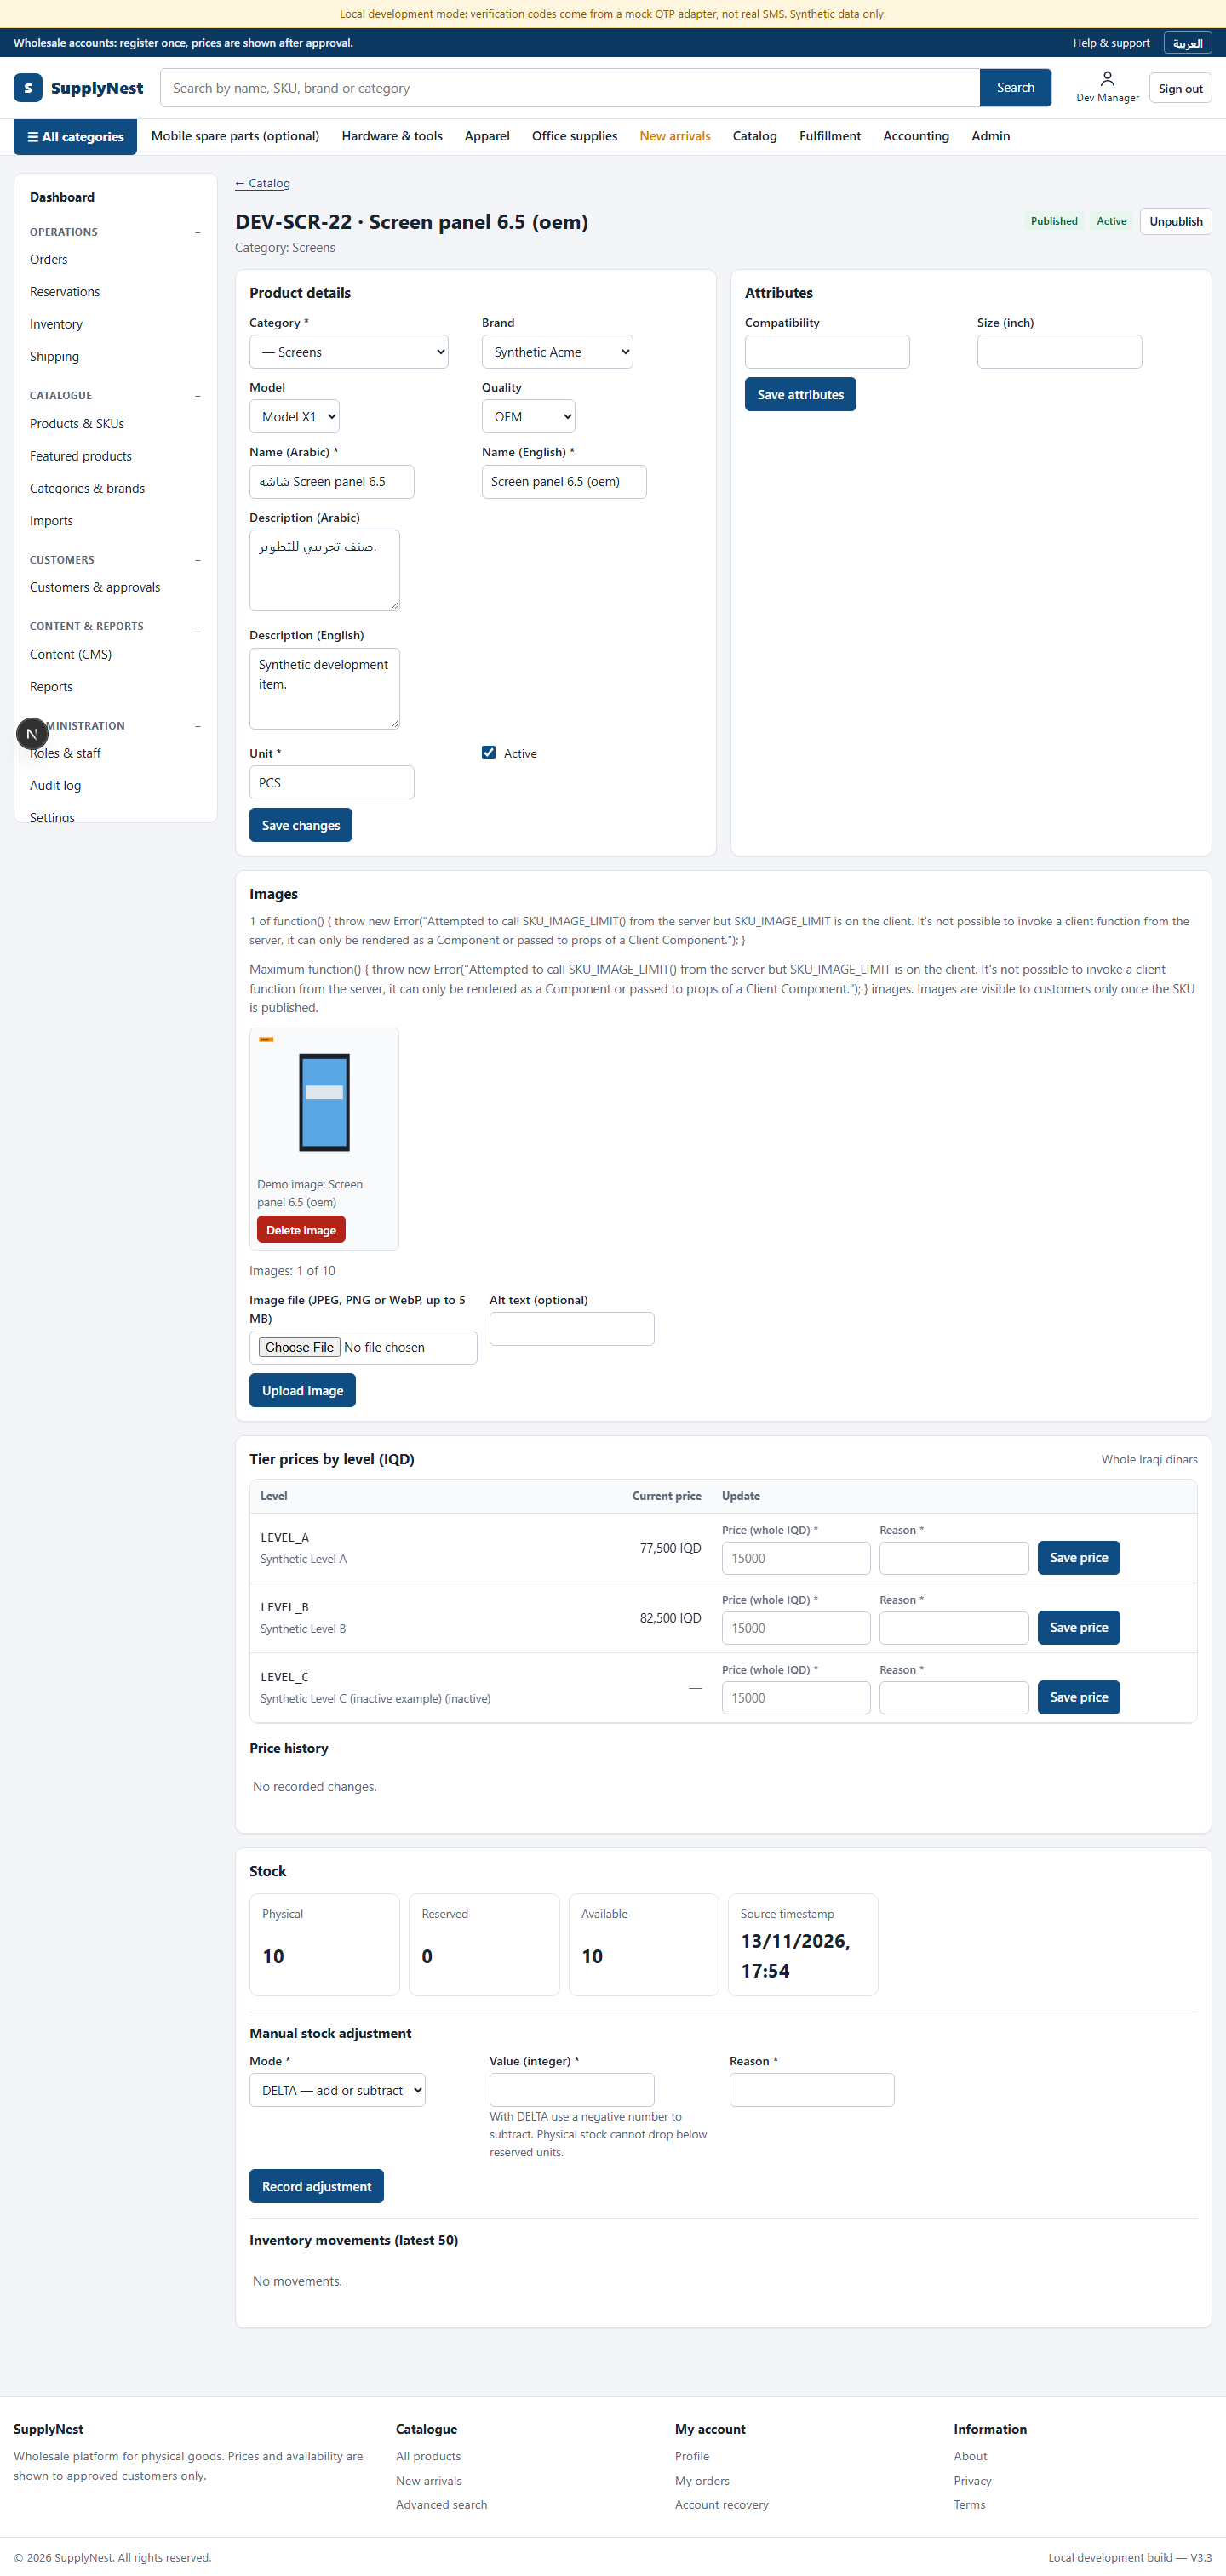 Local development mode: verification codes come from a mock OTP adapter, not real SMS. Synthetic data only.
Wholesale accounts: register once, prices are shown after approval.
Help & support
العربية
S SupplyNest
Search by name, SKU, brand or category
Search
Dev Manager
Sign out
☰ All categories
Mobile spare parts (optional)
Hardware & tools
Apparel
Office supplies
New arrivals
Catalog
Fulfillment
Accounting
Admin
Dashboard
OPERATIONS –
Orders
Reservations
Inventory
Shipping
CATALOGUE –
Products & SKUs
Featured products
Categories & brands
Imports
CUSTOMERS –
Customers & approvals
CONTENT & REPORTS –
Content (CMS)
Reports
N
MINISTRATION –
Roles & staff
Audit log
Settings
← Catalog
DEV-SCR-22 · Screen panel 6.5 (oem)
Category: Screens
Published
Active
Unpublish
Product details
Category *
— Screens
Brand
Synthetic Acme
Model
Model X1
Quality
OEM
Name (Arabic) *
شاشة Screen panel 6.5
Name (English) *
Screen panel 6.5 (oem)
Description (Arabic)
صنف تجريبي للتطوير.
Description (English)
Synthetic development
item.
Unit *
PCS
Active
Save changes
Attributes
Compatibility
Size (inch)
Save attributes
Images
1 of function() { throw new Error("Attempted to call SKU_IMAGE_LIMIT() from the server but SKU_IMAGE_LIMIT is on the client. It's not possible to invoke a client function from the
server, it can only be rendered as a Component or passed to props of a Client Component."); }
Maximum function() { throw new Error("Attempted to call SKU_IMAGE_LIMIT() from the server but SKU_IMAGE_LIMIT is on the client. It's not possible to invoke a client
function from the server, it can only be rendered as a Component or passed to props of a Client Component."); } images. Images are visible to customers only once the SKU
is published.
Demo image: Screen
panel 6.5 (oem)
Delete image
Images: 1 of 10
Image file (JPEG, PNG or WebP, up to 5
MB)
Choose File No file chosen
Alt text (optional)
Upload image
Tier prices by level (IQD)
Whole Iraqi dinars
Level
Current price
Update
LEVEL_A
Synthetic Level A
77,500 IQD
Price (whole IQD) *
15000
Reason *
Save price
LEVEL_B
Synthetic Level B
82,500 IQD
Price (whole IQD) *
15000
Reason *
Save price
LEVEL_C
Synthetic Level C (inactive example) (inactive)
—
Price (whole IQD) *
15000
Reason *
Save price
Price history
No recorded changes.
Stock
Physical
10
Reserved
0
Available
10
Source timestamp
13/11/2026,
17:54
Manual stock adjustment
Mode *
DELTA — add or subtract
Value (integer) *
With DELTA use a negative number to
subtract. Physical stock cannot drop below
reserved units.
Reason *
Record adjustment
Inventory movements (latest 50)
No movements.
SupplyNest
Wholesale platform for physical goods. Prices and availability are
shown to approved customers only.
Catalogue
All products
New arrivals
Advanced search
My account
Profile
My orders
Account recovery
Information
About
Privacy
Terms
© 2026 SupplyNest. All rights reserved.
Local development build — V3.3